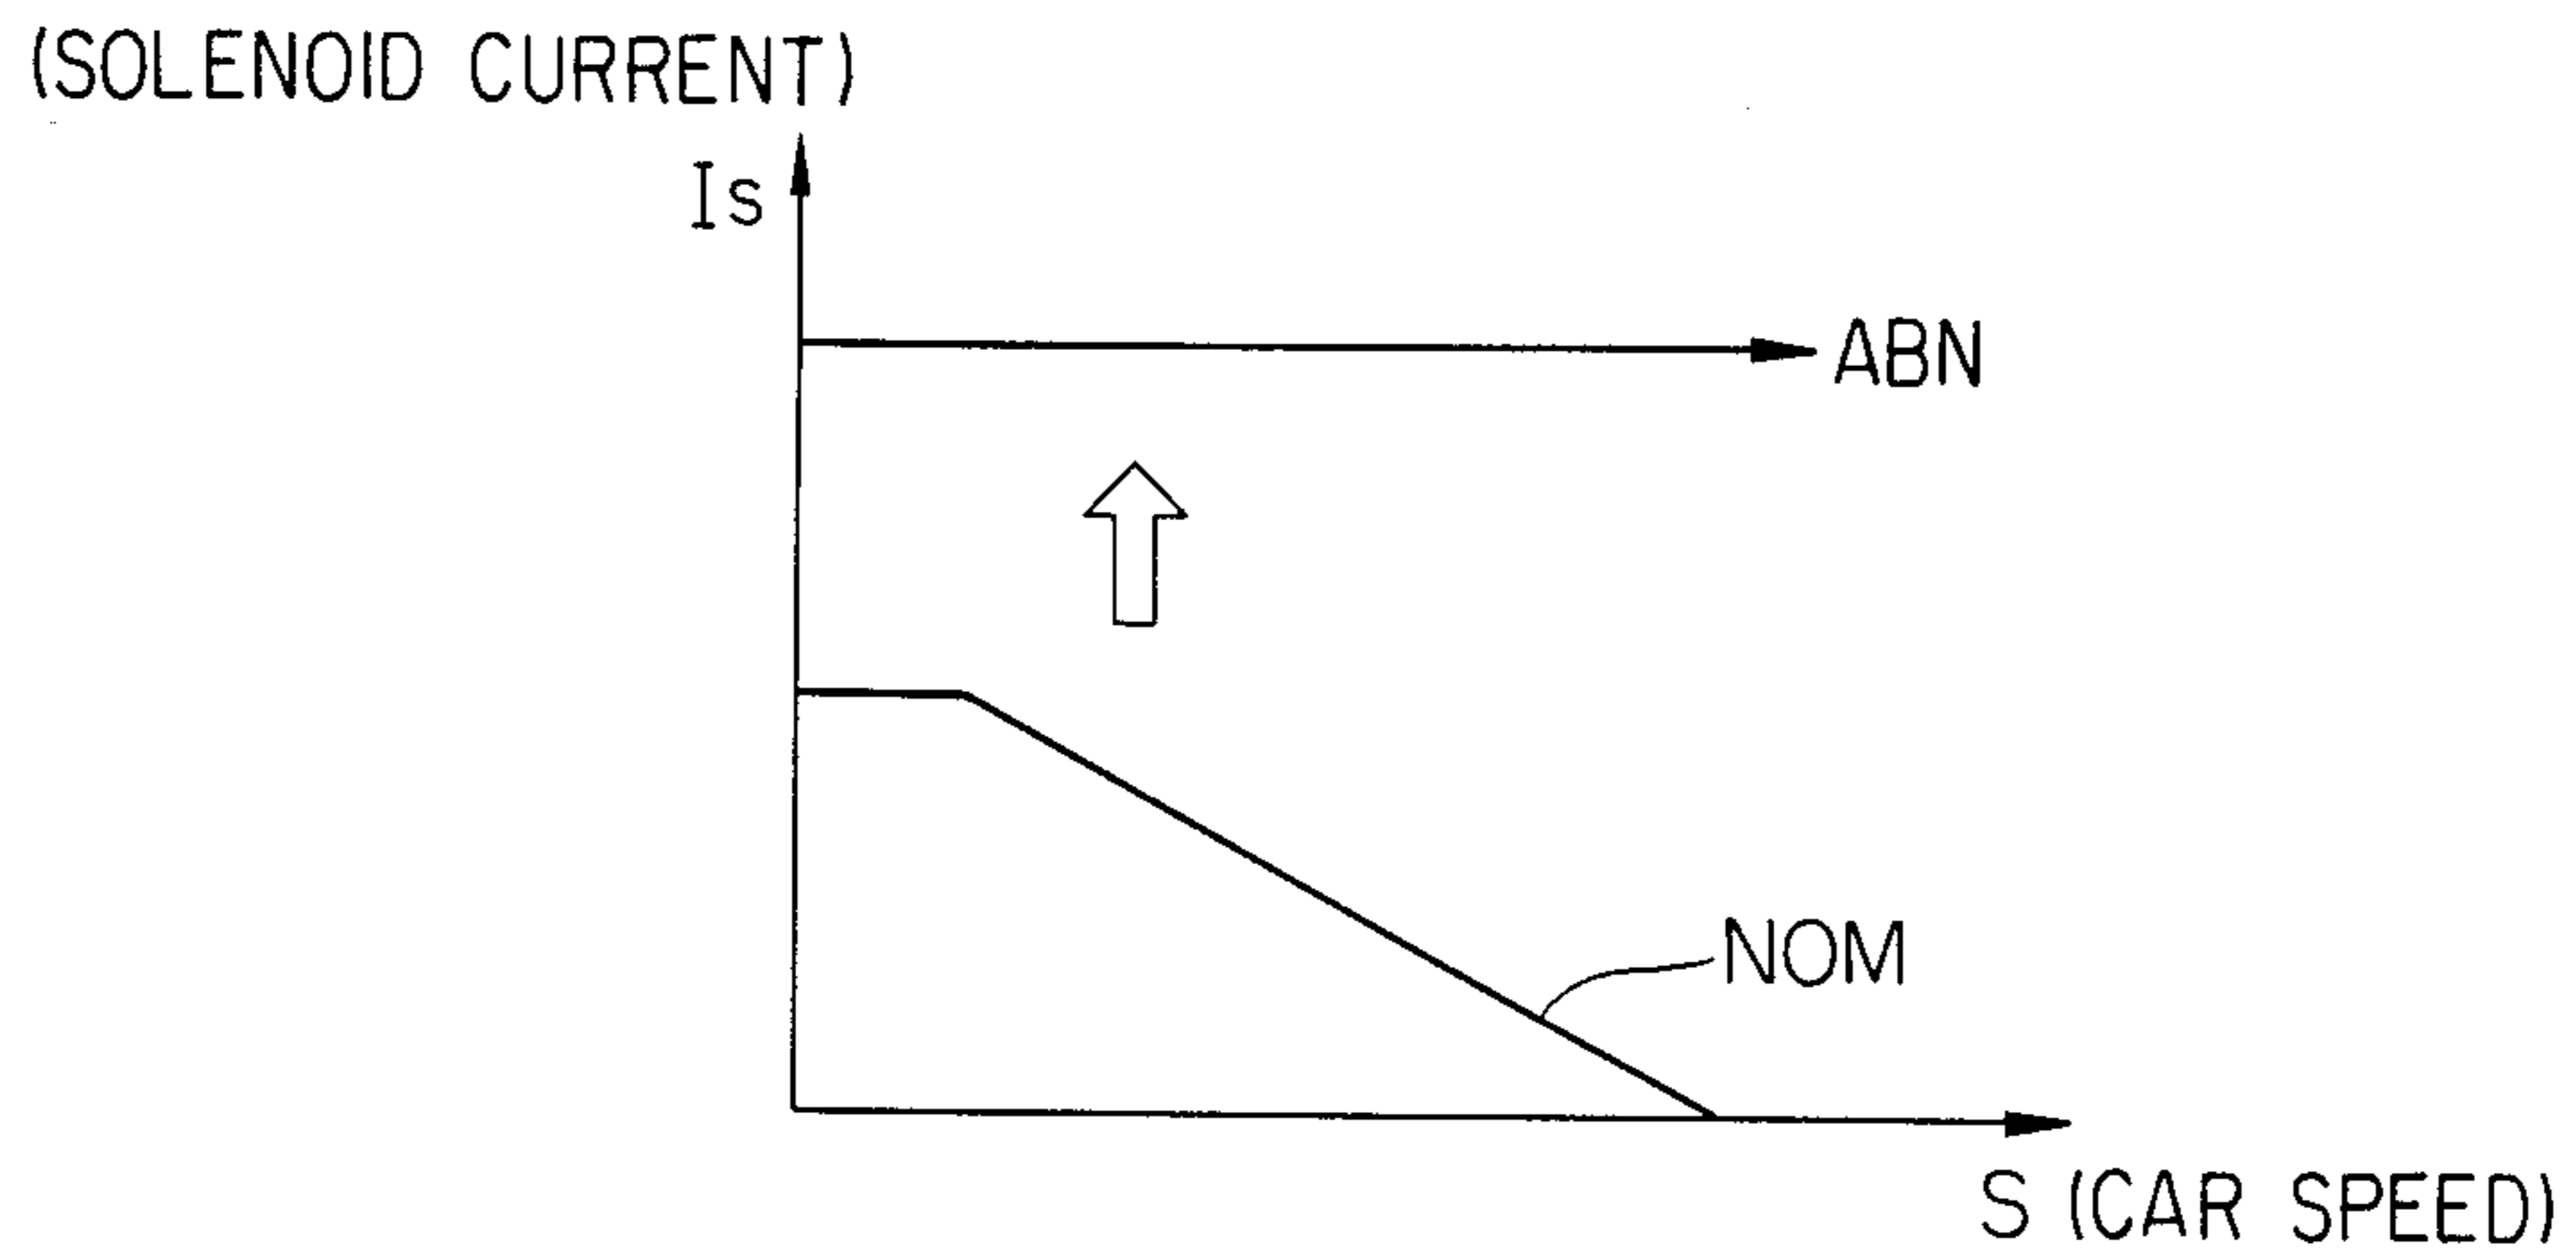 (SOLENOID CURRENT)
Is
ABN
NOM
S (CAR SPEED)